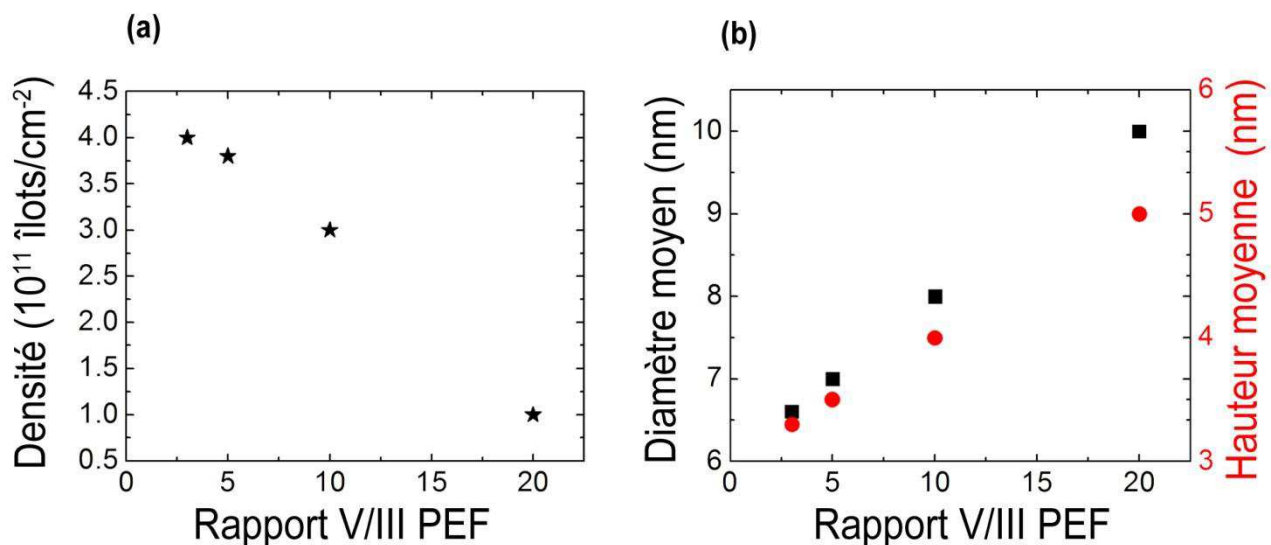 (a)
Densité (10¹¹ îlots/cm⁻²)
4.5
4.0
3.5
3.0
2.5
2.0
1.5
1.0
0.5
0 5 10 15 20
Rapport V/III PEF
(b)
Diamètre moyen (nm)
10
9
8
7
6
0 5 10 15 20
Rapport V/III PEF
6
5
4
3
Hauteur moyenne (nm)